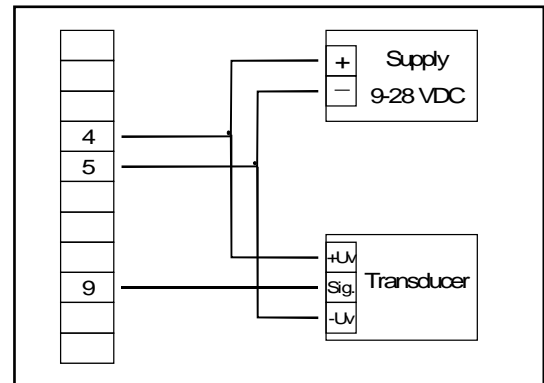 +
Supply
−
9-28 VDC
4
5
+Uv
9
Sig.
Transducer
-Uv